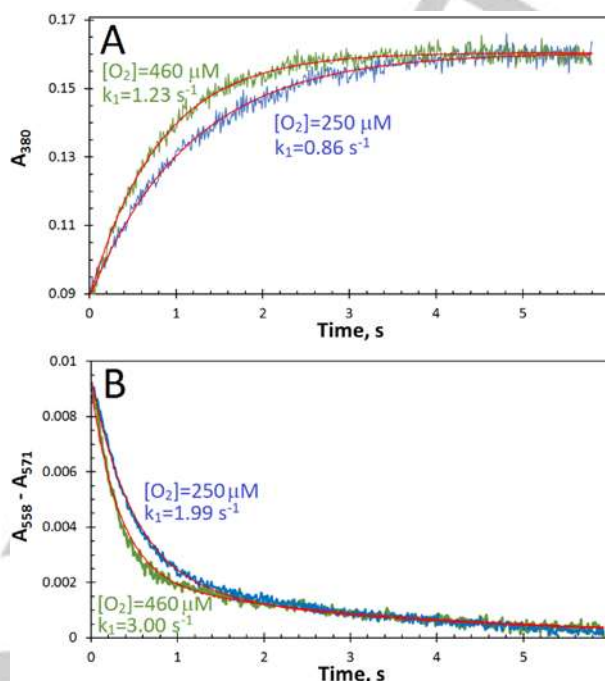 A
0.17
[O₂]=460 μM
k₁=1.23 s⁻¹
0.15
[O₂]=250 μM
k₁=0.86 s⁻¹
A₃₈₀
0.13
0.11
0.09
0 1 2 3 4 5
Time, s
B
0.01
0.008
[O₂]=250 μM
k₁=1.99 s⁻¹
0.006
A₅₅₈ - A₅₇₁
0.004
0.002
[O₂]=460 μM
k₁=3.00 s⁻¹
0
0 1 2 3 4 5
Time, s